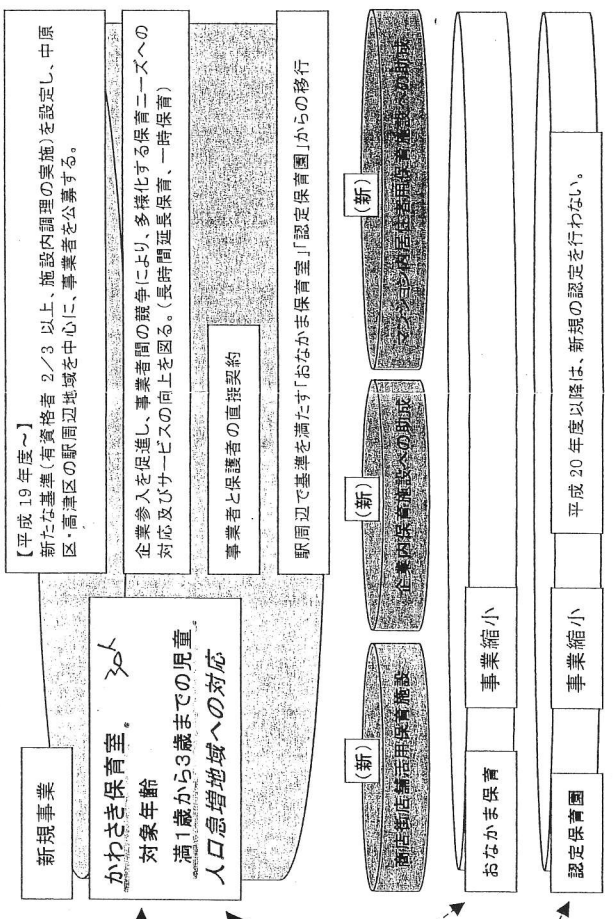 新規事業
かわさき保育室。 30人
対象年齢
満1歳から3歳までの児童
人口急増地域への対応
【平成19年度~】
新たな基準(有資格者 2/3 以上、施設内調理の実施)を設定し、中原
区・高津区の駅周辺地域を中心に、事業者を公募する。
企業参入を促進し、事業者間の競争により、多様化する保育ニーズへの
対応及びサービスの向上を図る。(長時間延長保育、一時保育)
事業者と保護者の直接契約
駅周辺で基準を満たす「おなかま保育室」「認定保育園」からの移行
(新)
商店街店舗活用保育施設
(新)
企業内保育施設への助成
(新)
マンション内居住者用保育施設への助成
おなかま保育
事業縮小
認定保育園
事業縮小
平成20年度以降は、新規の認定を行わない。